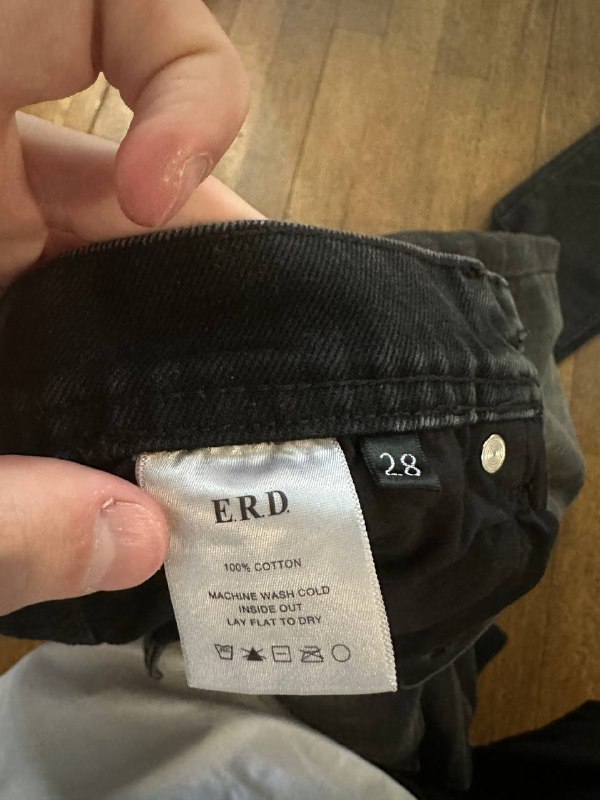 E.R.D.
28
100% COTTON
MACHINE WASH COLD
INSIDE OUT
LAY FLAT TO DRY